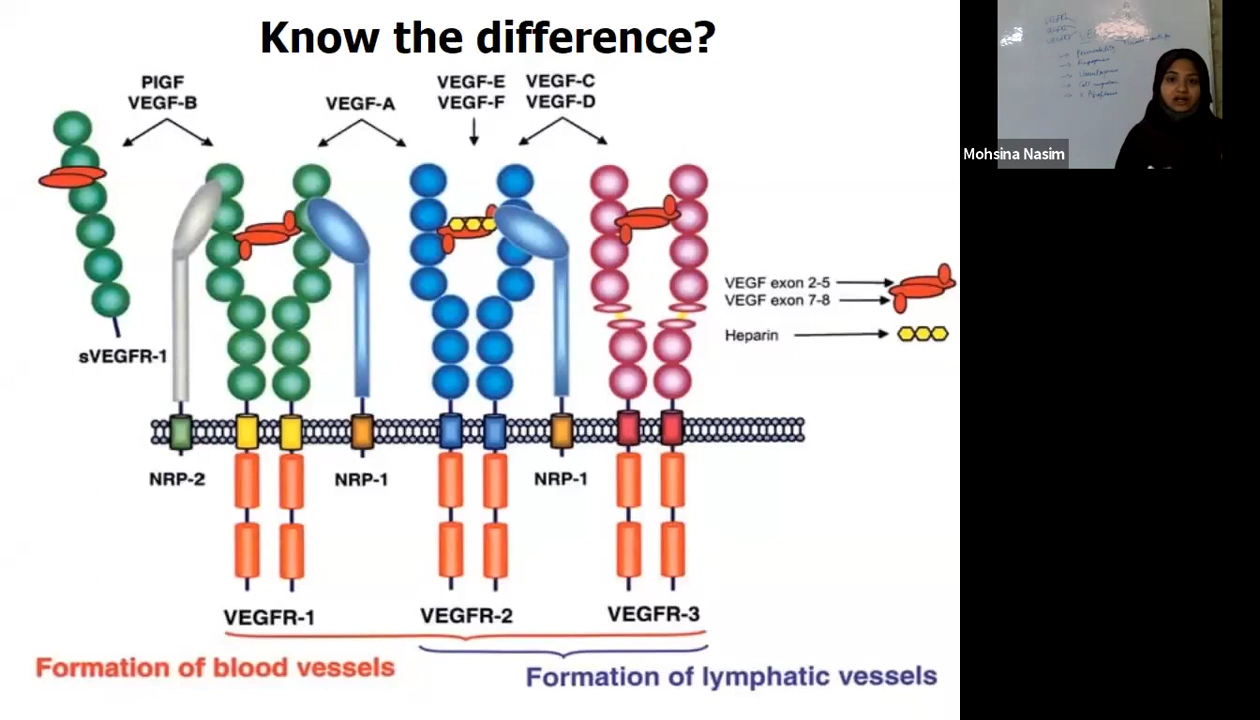 Know the difference?
PlGF
VEGF-B
VEGF-A
VEGF-E
VEGF-F
VEGF-C
VEGF-D
sVEGFR-1
VEGF exon 2-5
VEGF exon 7-8
Heparin
NRP-2
NRP-1
NRP-1
VEGFR-1
VEGFR-2
VEGFR-3
Formation of blood vessels
Formation of lymphatic vessels
Mohsina Nasim
Permeability